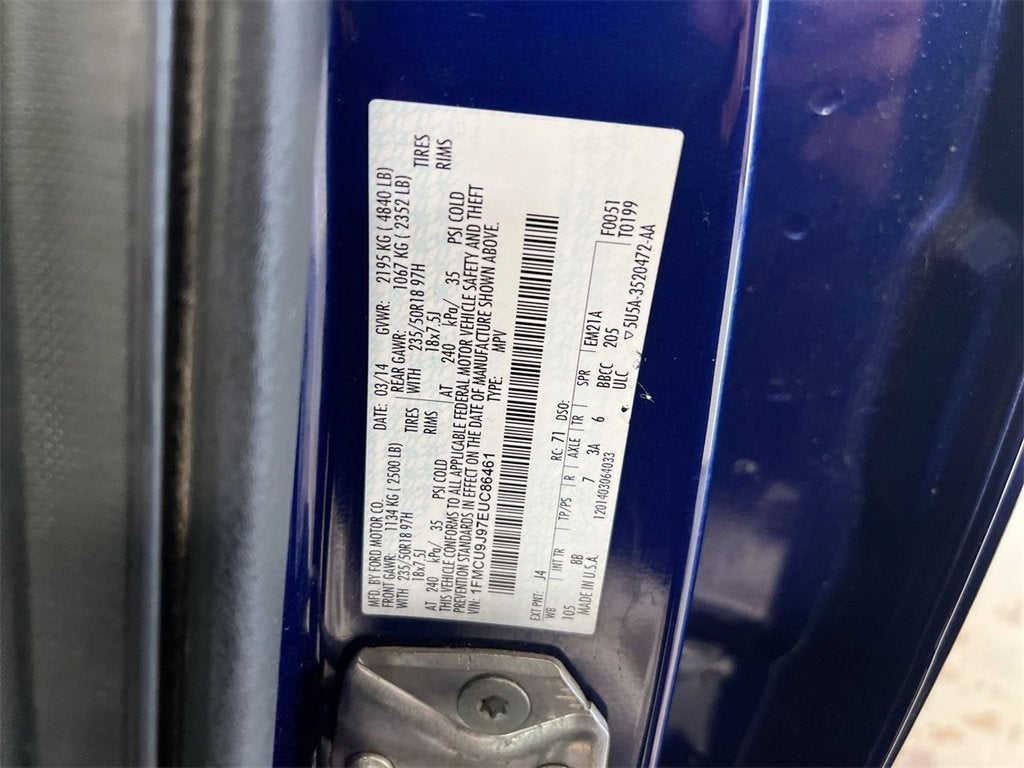 MFD. BY FORD MOTOR CO. DATE: 03/14 GVWR: 2195 KG ( 4840 LB)
FRONT GAWR: 1134 KG ( 2500 LB) REAR GAWR: 1067 KG ( 2352 LB)
WITH 235/50R18 97H TIRES WITH 235/50R18 97H TIRES
18x7.5J RIMS 18x7.5J RIMS
AT 240 kPa/ 35 PSI COLD AT 240 kPa/ 35 PSI COLD
THIS VEHICLE CONFORMS TO ALL APPLICABLE FEDERAL MOTOR VEHICLE SAFETY AND THEFT
PREVENTION STANDARDS IN EFFECT ON THE DATE OF MANUFACTURE SHOWN ABOVE.
VIN: 1FMCU9J97EUC86461 TYPE: MPV
EXT PNT: J4 RC: 71 DSO: F0051
WB INT TR TP/PS R AXLE TR SPR EM21A T0199
105 BB 7 3A 6 BBCC 205
MADE IN U.S.A. 1201403064033 ULC ▽5U5A-3520472-AA